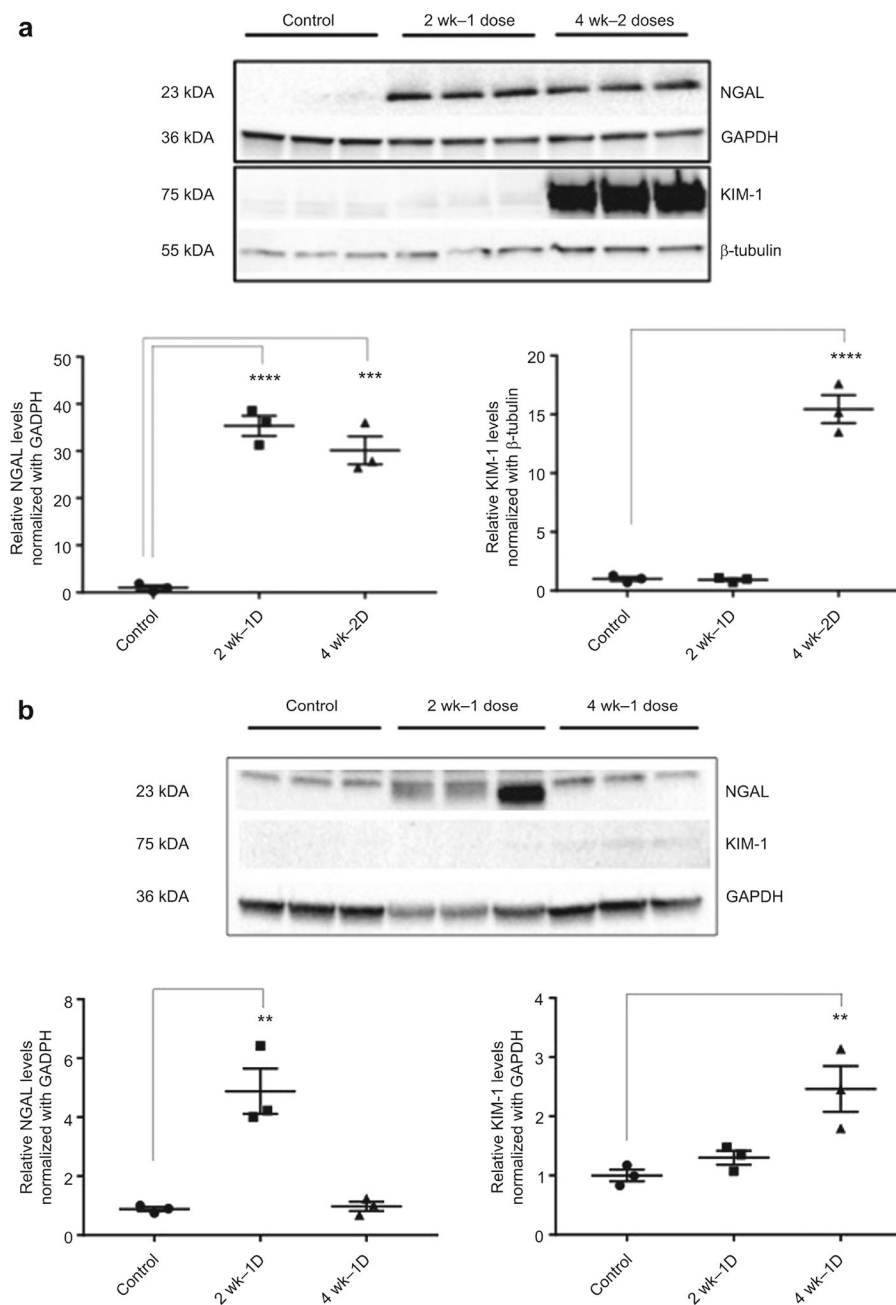 a
Control 2 wk–1 dose 4 wk–2 doses
23 kDA NGAL
36 kDA GAPDH
75 kDA KIM-1
55 kDA β-tubulin
Relative NGAL levels
normalized with GADPH
50
40
30
20
10
0
**** ***
Control 2 wk–1D 4 wk–2D
Relative KIM-1 levels
normalized with β-tubulin
20
15
10
5
0
****
Control 2 wk–1D 4 wk–2D
b
Control 2 wk–1 dose 4 wk–1 dose
23 kDA NGAL
75 kDA KIM-1
36 kDA GAPDH
Relative NGAL levels
normalized with GADPH
8
6
4
2
0
**
Control 2 wk–1D 4 wk–1D
Relative KIM-1 levels
normalized with GAPDH
4
3
2
1
0
**
Control 2 wk–1D 4 wk–1D